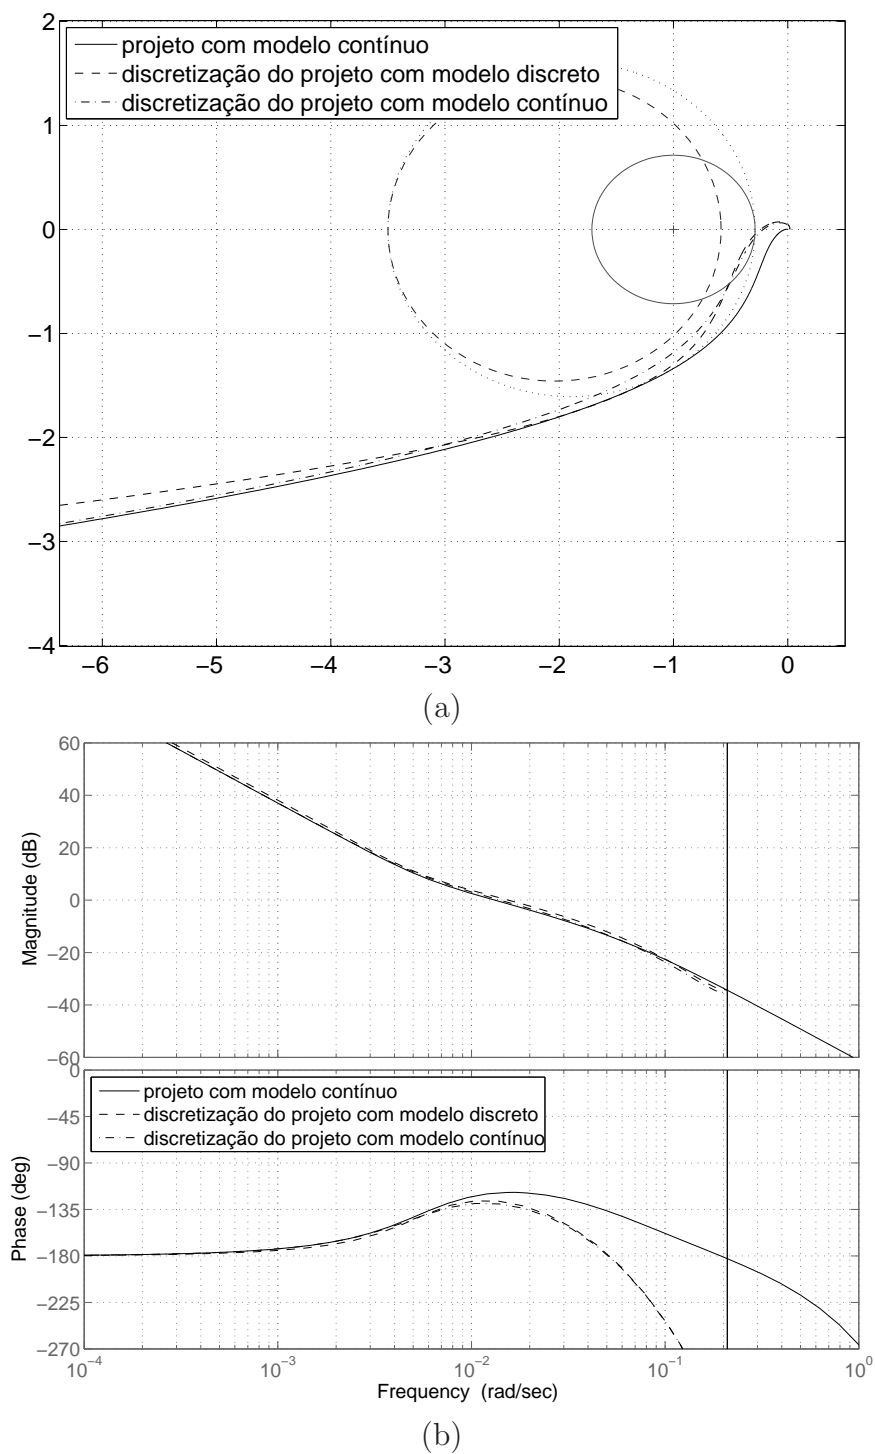 2
projeto com modelo contínuo
discretização do projeto com modelo discreto
discretização do projeto com modelo contínuo
1
0
−1
−2
−3
−4
−6 −5 −4 −3 −2 −1 0
(a)
60
40
20
0
−20
−40
−60
Magnitude (dB)
0
−45
−90
−135
−180
−225
−270
Phase (deg)
projeto com modelo contínuo
discretização do projeto com modelo discreto
discretização do projeto com modelo contínuo
10⁻⁴ 10⁻³ 10⁻² 10⁻¹ 10⁰
Frequency (rad/sec)
(b)